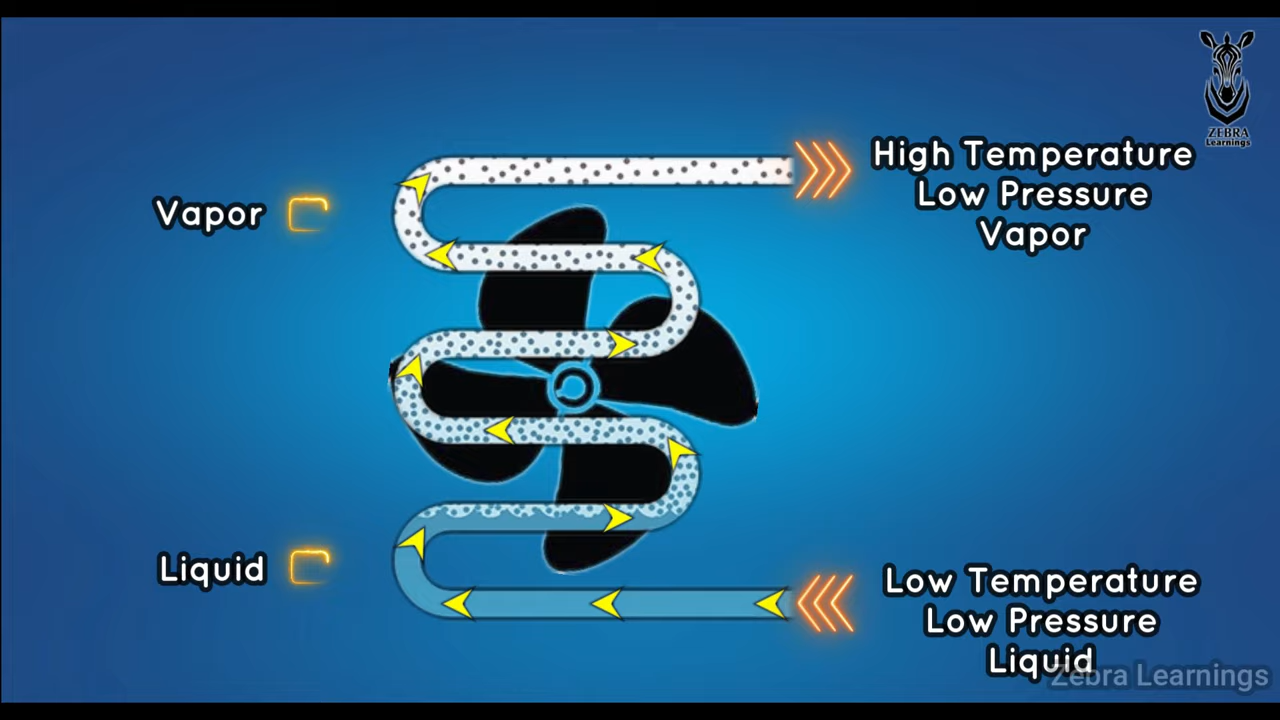 ZEBRA
Learnings
High Temperature
Low Pressure
Vapor
Vapor
Liquid
Low Temperature
Low Pressure
Liquid
Zebra Learnings